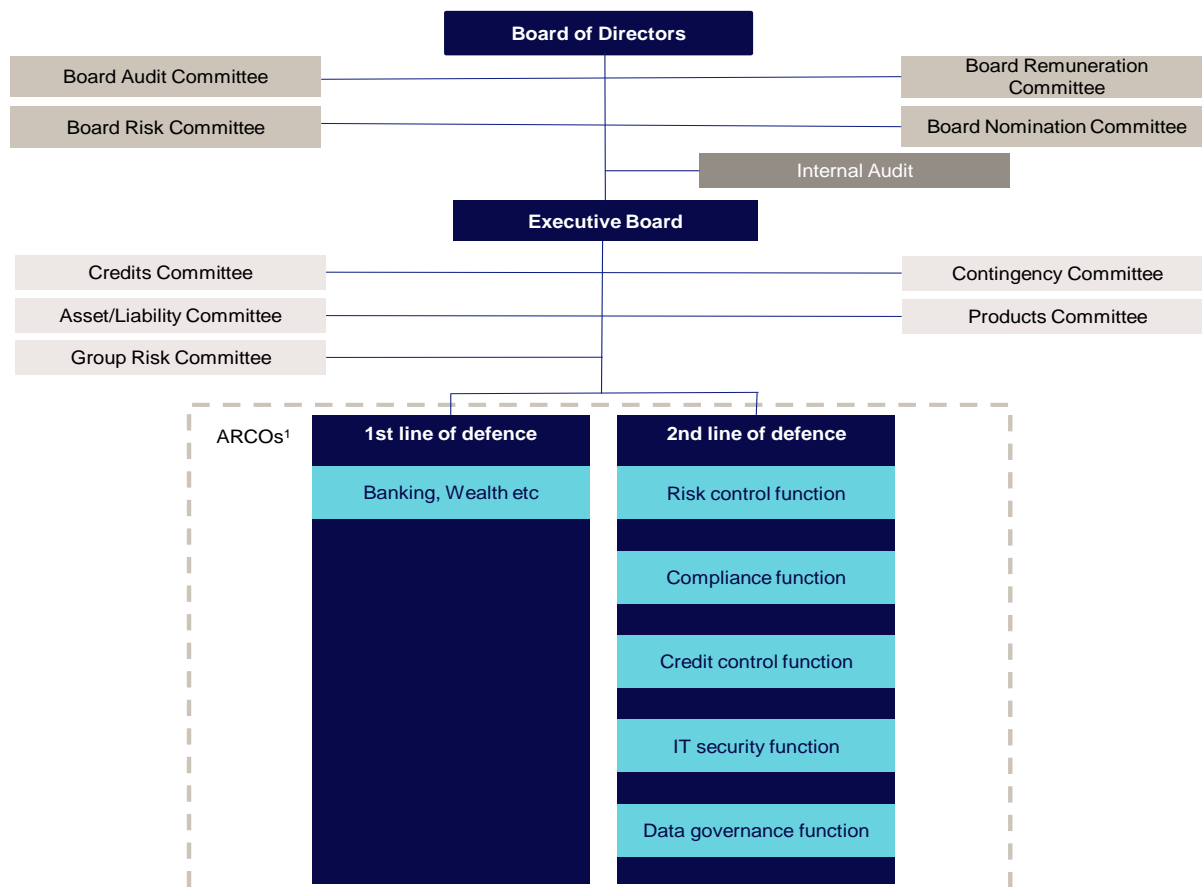 Board of Directors
Board Audit Committee
Board Remuneration
Committee
Board Risk Committee
Board Nomination Committee
Internal Audit
Executive Board
Credits Committee
Contingency Committee
Asset/Liability Committee
Products Committee
Group Risk Committee
ARCOs¹
1st line of defence
2nd line of defence
Banking, Wealth etc
Risk control function
Compliance function
Credit control function
IT security function
Data governance function